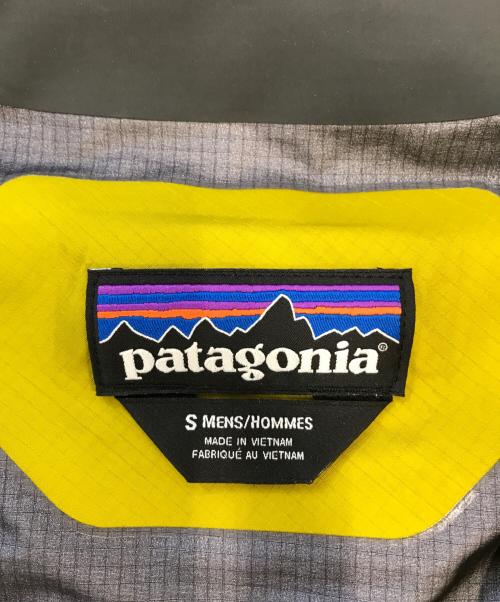 patagonia®
S MENS/HOMMES
MADE IN VIETNAM
FABRIQUÉ AU VIETNAM